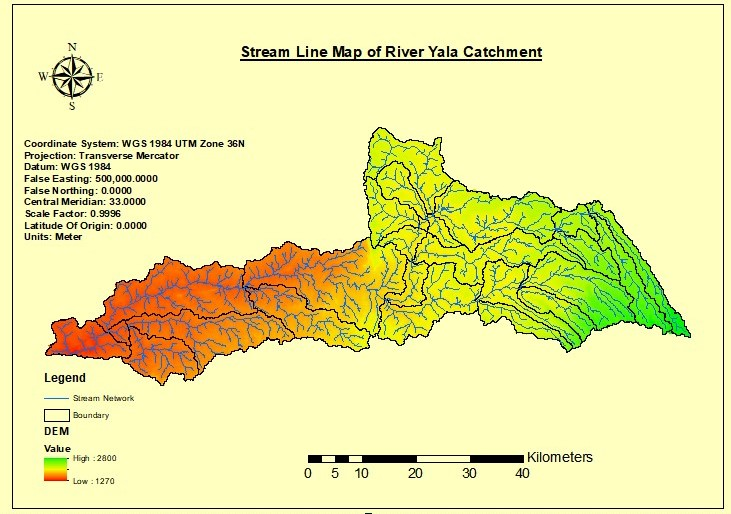 Stream Line Map of River Yala Catchment
N
W E
S
Coordinate System: WGS 1984 UTM Zone 36N
Projection: Transverse Mercator
Datum: WGS 1984
False Easting: 500,000.0000
False Northing: 0.0000
Central Meridian: 33.0000
Scale Factor: 0.9996
Latitude Of Origin: 0.0000
Units: Meter
Legend
Stream Network
Boundary
DEM
Value
High : 2800
Low : 1270
Kilometers
0 5 10 20 30 40